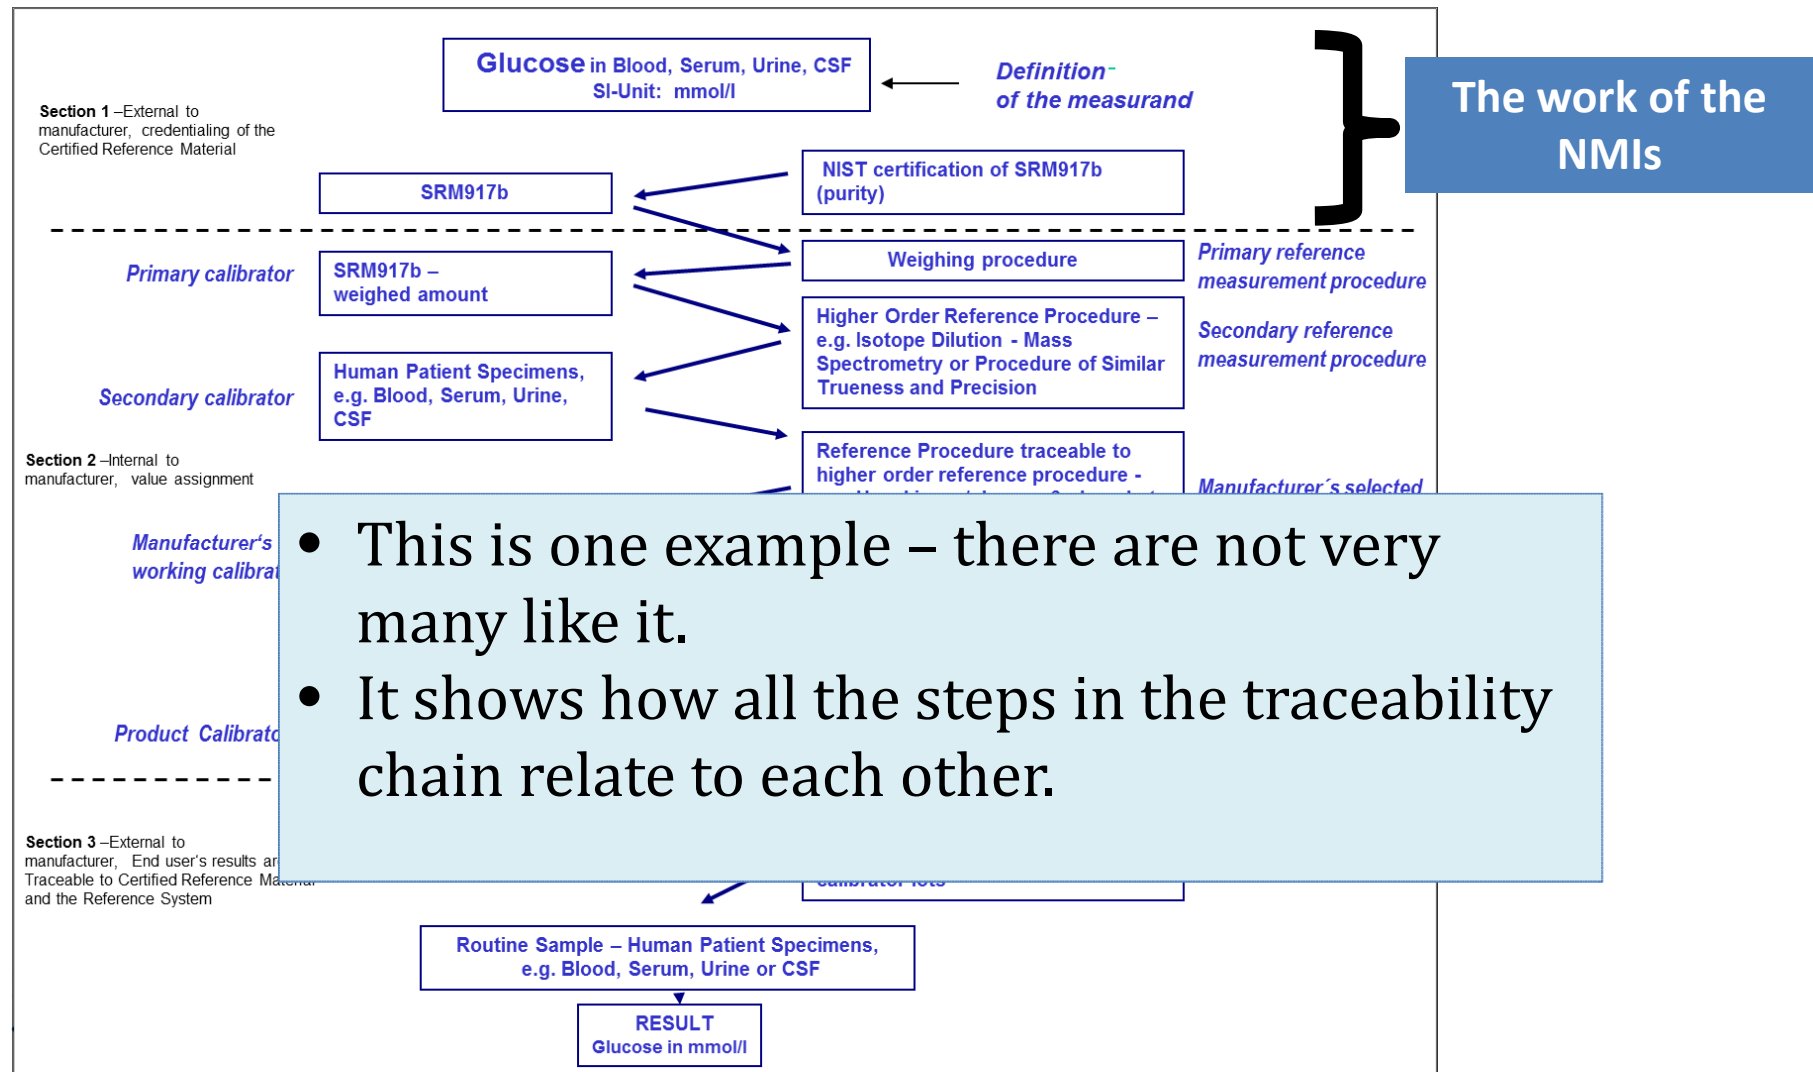 Glucose in Blood, Serum, Urine, CSF
SI-Unit: mmol/l
Definition-
of the measurand
The work of the
NMIs
Section 1 –External to
manufacturer, credentialing of the
Certified Reference Material
SRM917b
NIST certification of SRM917b
(purity)
Primary calibrator
SRM917b –
weighed amount
Weighing procedure
Primary reference
measurement procedure
Higher Order Reference Procedure –
e.g. Isotope Dilution - Mass
Spectrometry or Procedure of Similar
Trueness and Precision
Secondary reference
measurement procedure
Secondary calibrator
Human Patient Specimens,
e.g. Blood, Serum, Urine,
CSF
Section 2 –Internal to
manufacturer, value assignment
Reference Procedure traceable to
higher order reference procedure -
Manufacturer´s selected
Manufacturer‘s
working
• This is one example – there are not very
many like it.
• It shows how all the steps in the traceability
chain relate to each other.
Product
Section 3 –External to
manufacturer, End user’s results
Traceable to Certified Reference Material
and the Reference System
calibrator lots
Routine Sample – Human Patient Specimens,
e.g. Blood, Serum, Urine or CSF
RESULT
Glucose in mmol/l